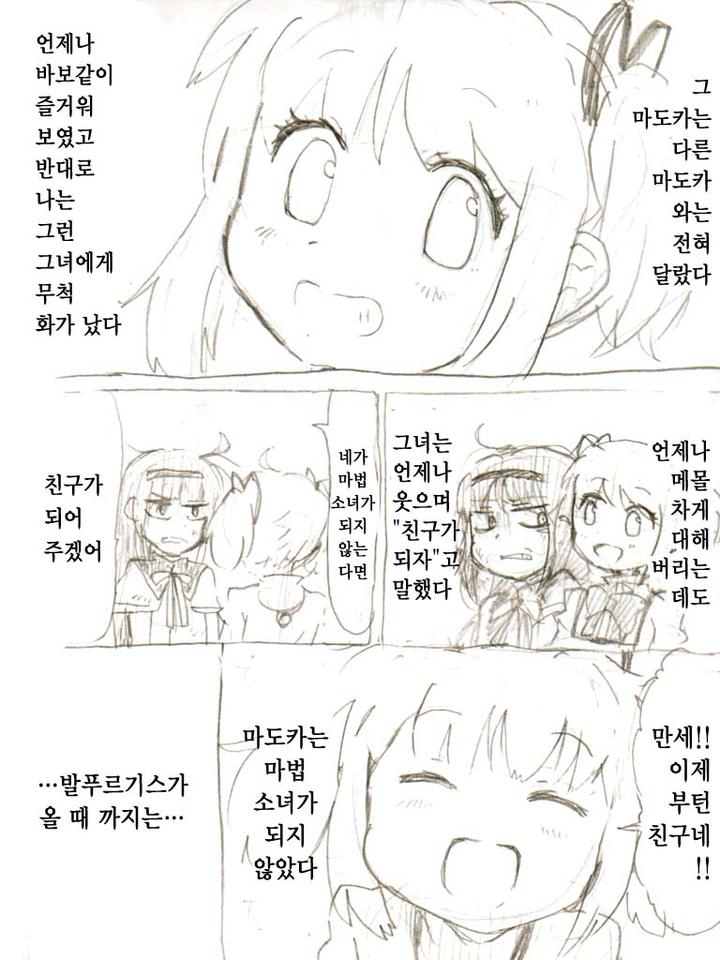 그
마도카는
다른
마도카
와는
전혀
달랐다
언제나
바보같이
즐거워
보였고
반대로
나는
그런
그녀에게
무척
화가 났다
언제나
메몰
차게
대해
버리는
데도
그녀는
언제나
웃으며
"친구가
되자"고
말했다
네가
마법
소녀가
되지
않는
다면
친구가
되어
주겠어
만세!!
이제
부턴
친구네
!!
마도카는
마법
소녀가
되지
않았다
…발푸르기스가
올 때 까지는…